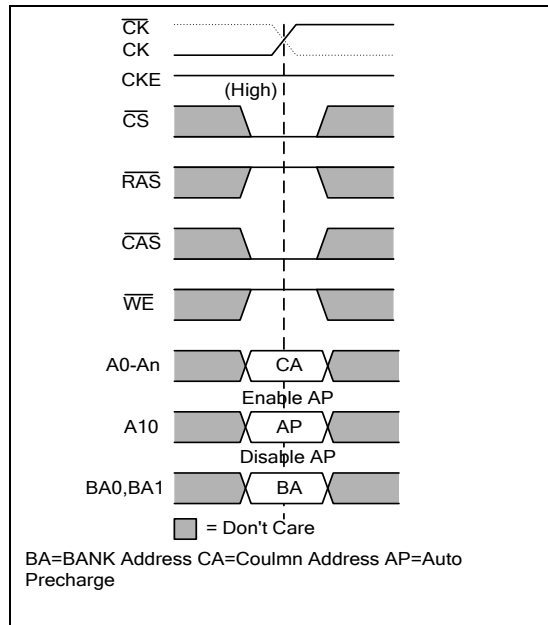 CK
CK
CKE
(High)
CS
RAS
CAS
WE
A0-An
CA
Enable AP
A10
AP
Disable AP
BA0,BA1
BA
= Don't Care
BA=BANK Address CA=Coulmn Address AP=Auto
Precharge